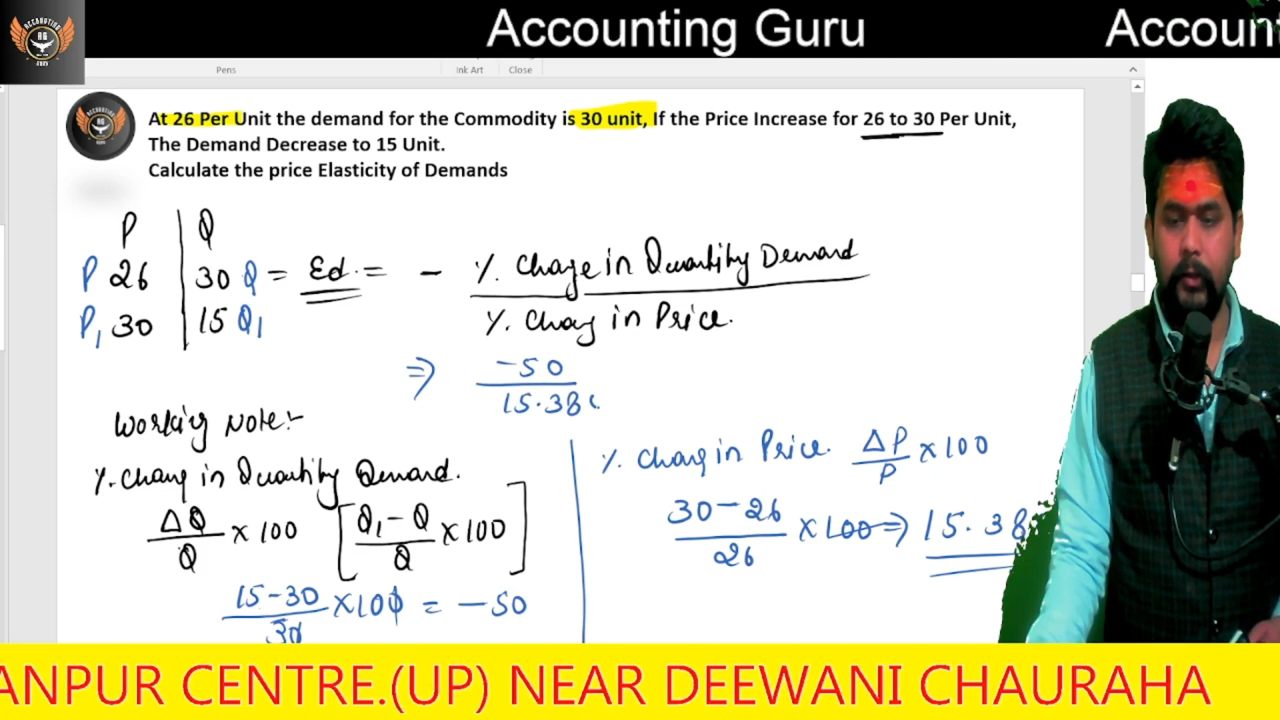 Accounting Guru
Accoun
Pens
Ink Art
Close
At 26 Per Unit the demand for the Commodity is 30 unit, If the Price Increase for 26 to 30 Per Unit,
The Demand Decrease to 15 Unit.
Calculate the price Elasticity of Demands
P | Q
P 26 | 30 Q = Ed = - % Change in Quantity Demand
P1 30 | 15 Q1 % Chang in Price.
⇒ -50
15.38
Working Note:-
% Chang in Quantity Demand.
ΔQ/Q × 100 [Q1 - Q/Q × 100]
15-30/30 × 100 = -50
% Chang in Price. ΔP/P × 100
30-26/26 × 100 ⇒ 15.38
ANPUR CENTRE.(UP) NEAR DEEWANI CHAURAHA